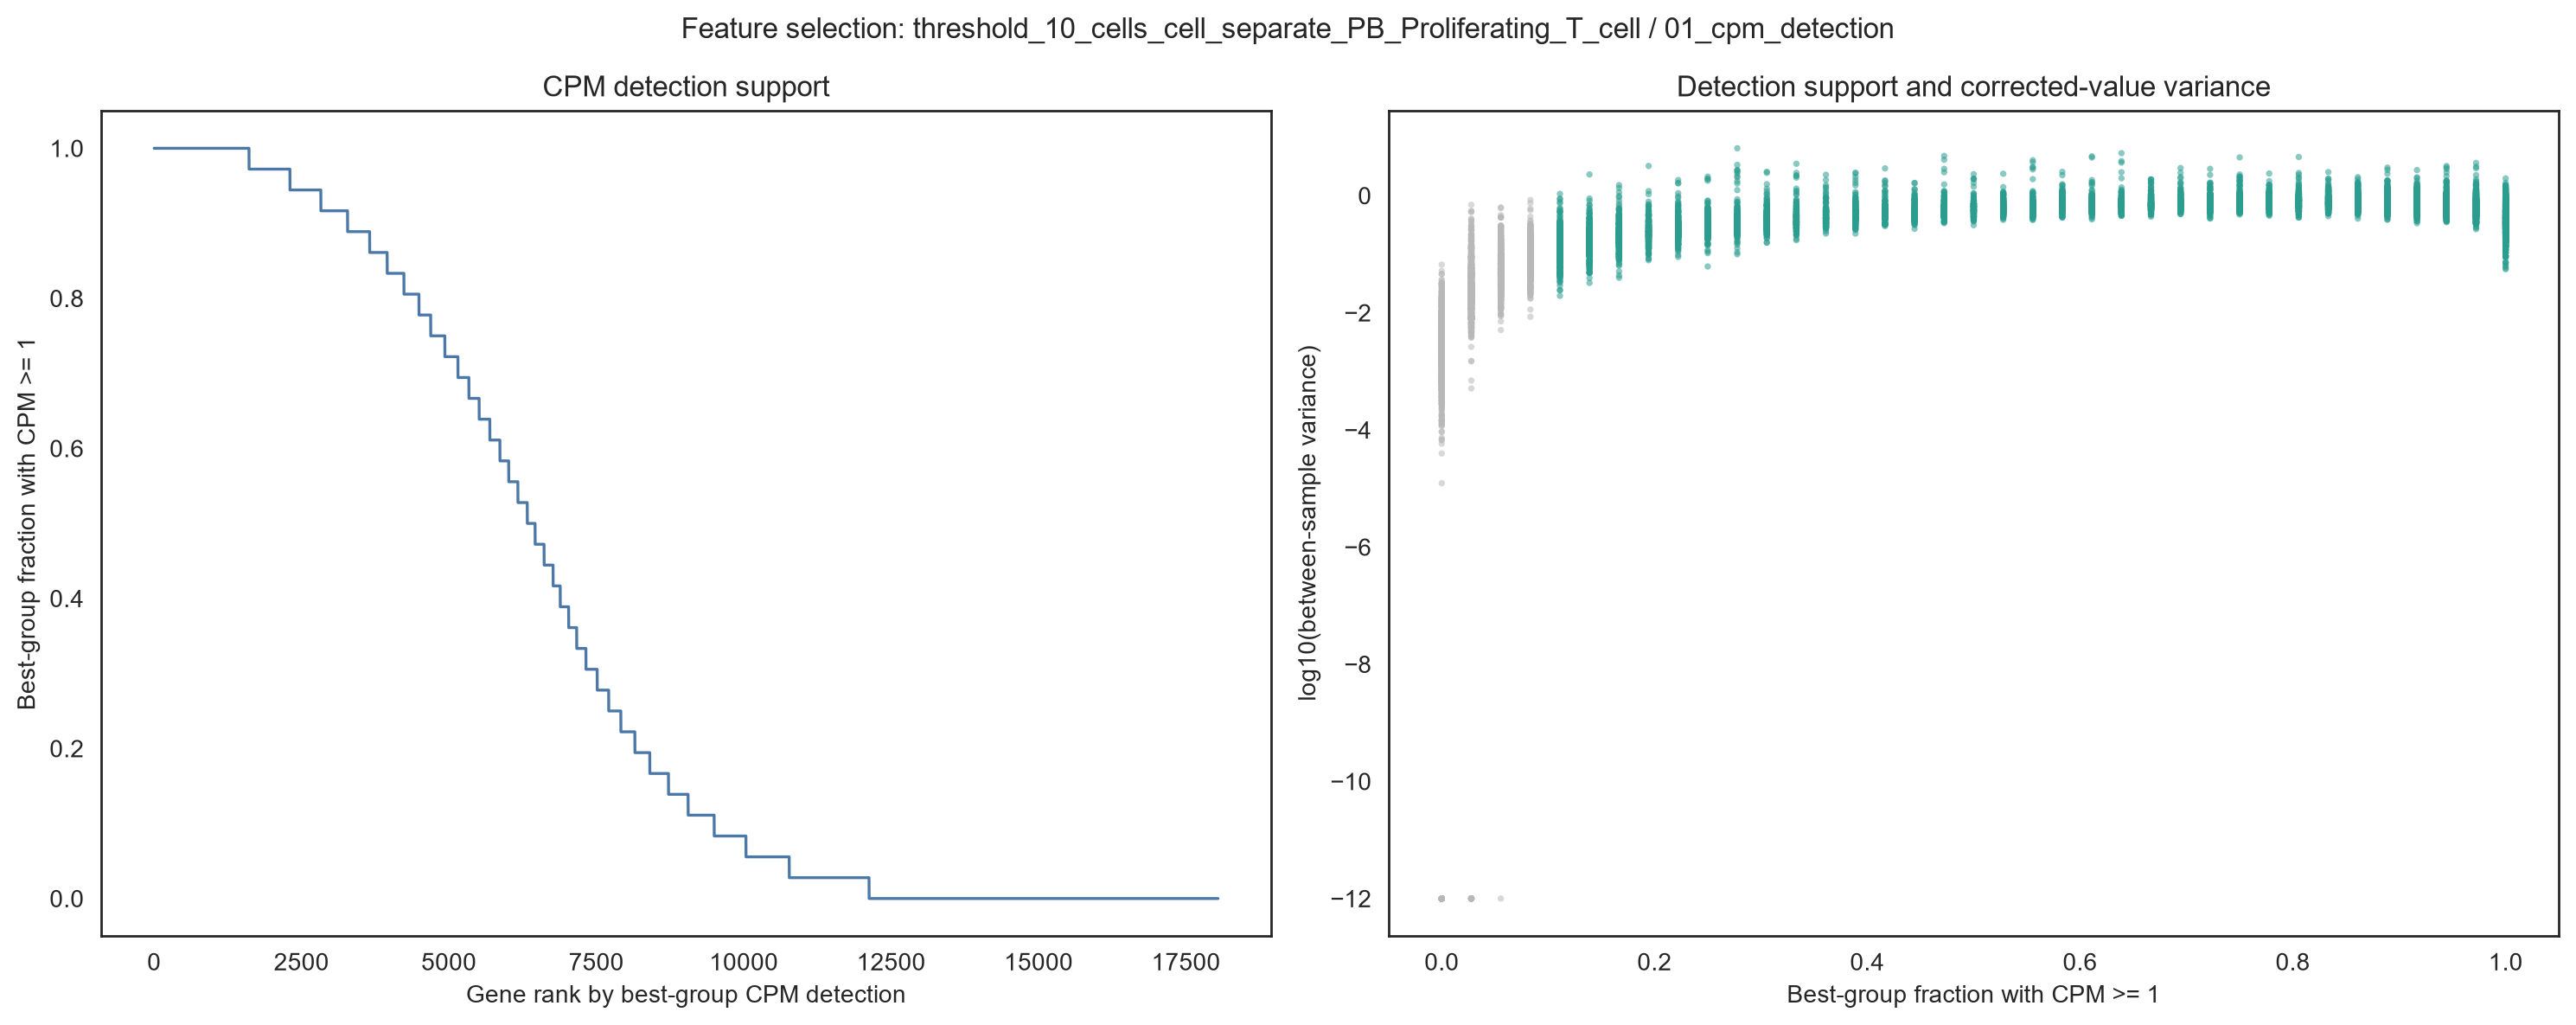 Feature selection: threshold_10_cells_cell_separate_PB_Proliferating_T_cell / 01_cpm_detection
CPM detection support
Best-group fraction with CPM >= 1
1.0
0.8
0.6
0.4
0.2
0.0
0 2500 5000 7500 10000 12500 15000 17500
Gene rank by best-group CPM detection
Detection support and corrected-value variance
log10(between-sample variance)
0
−2
−4
−6
−8
−10
−12
0.0 0.2 0.4 0.6 0.8 1.0
Best-group fraction with CPM >= 1